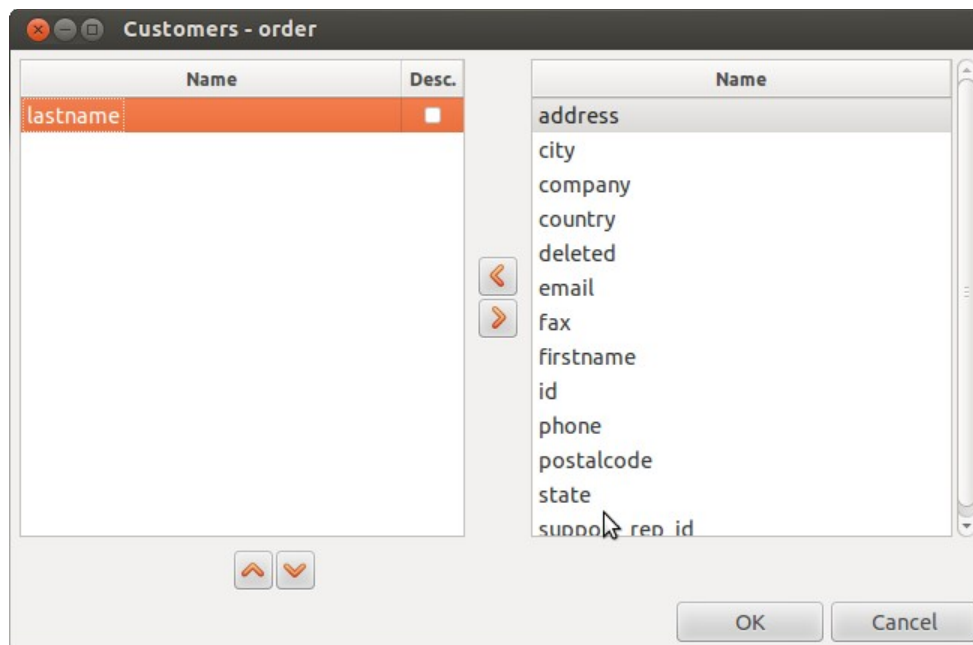 Customers - order
Name Desc.
lastname
Name
address
city
company
country
deleted
email
fax
firstname
id
phone
postalcode
state
support_rep_id
OK Cancel